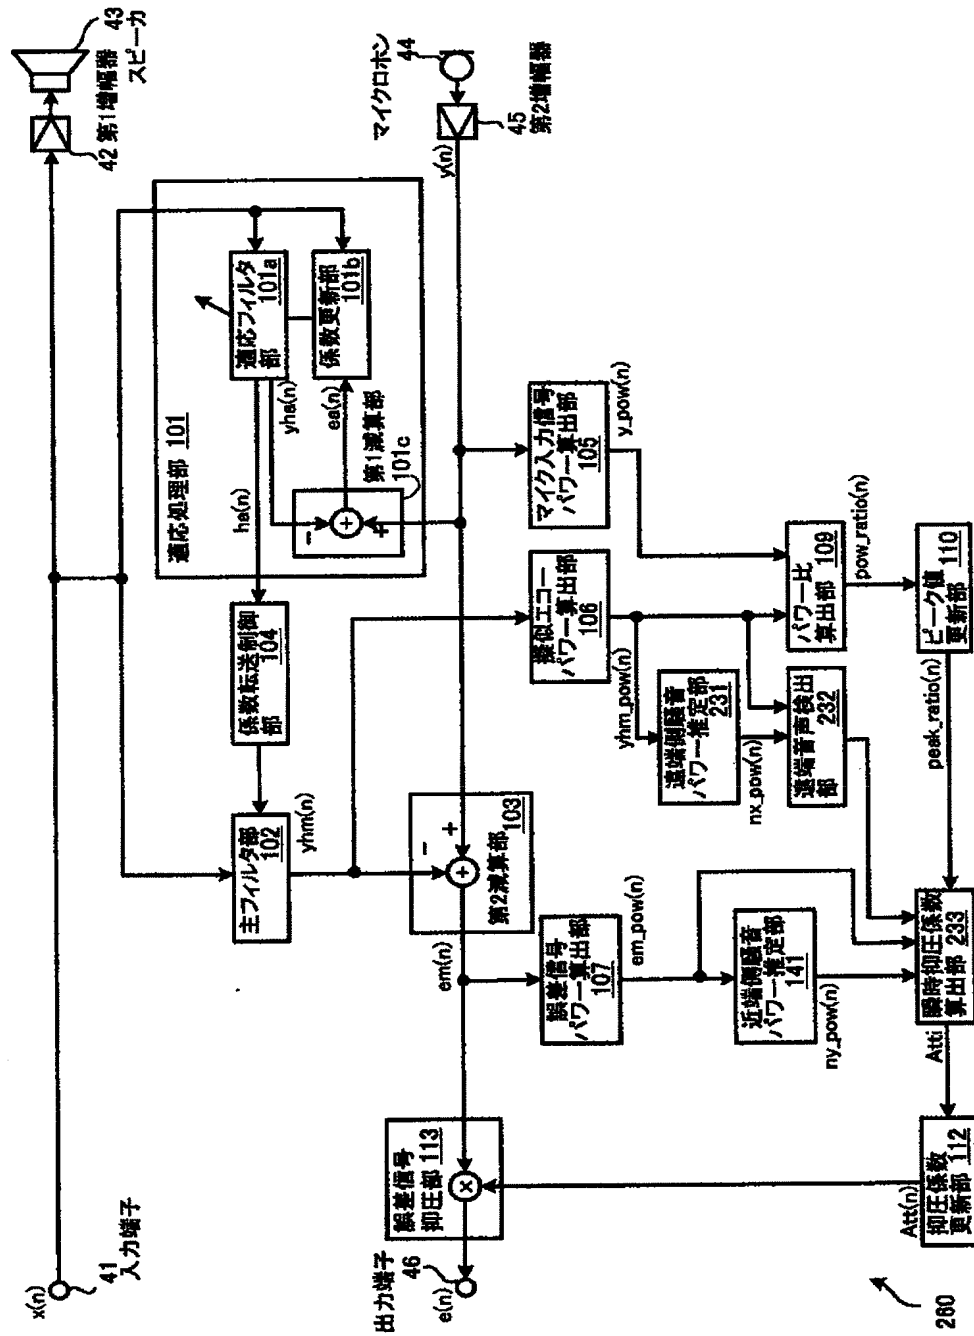 x(n)
41
入力端子
42 第1増幅器
43
スピーカ
適応処理部 101
適応フィルタ
部 101a
係数更新部
101b
ha(n)
yha(n)
ea(n)
第1減算部
101c
−
+
+
マイクロホン
44
45
第2増幅器
y(n)
係数転送制御
部 104
主フィルタ部
102
yhm(n)
−
+
+
第2減算部 103
em(n)
マイク入力信号
パワー算出部
105
y_pow(n)
擬似エコー
パワー算出部
106
yhm_pow(n)
遠端側騒音
パワー推定部
231
nx_pow(n)
パワー比
算出部 109
pow_ratio(n)
遠端音声検出
部 232
ピーク値
更新部 110
peak_ratio(n)
誤差信号
パワー算出部
107
em_pow(n)
近端側騒音
パワー推定部
141
ny_pow(n)
瞬時抑圧係数
算出部 233
Atti
抑圧係数
更新部 112
Att(n)
誤差信号
抑圧部 113
×
出力端子
46
e(n)
260